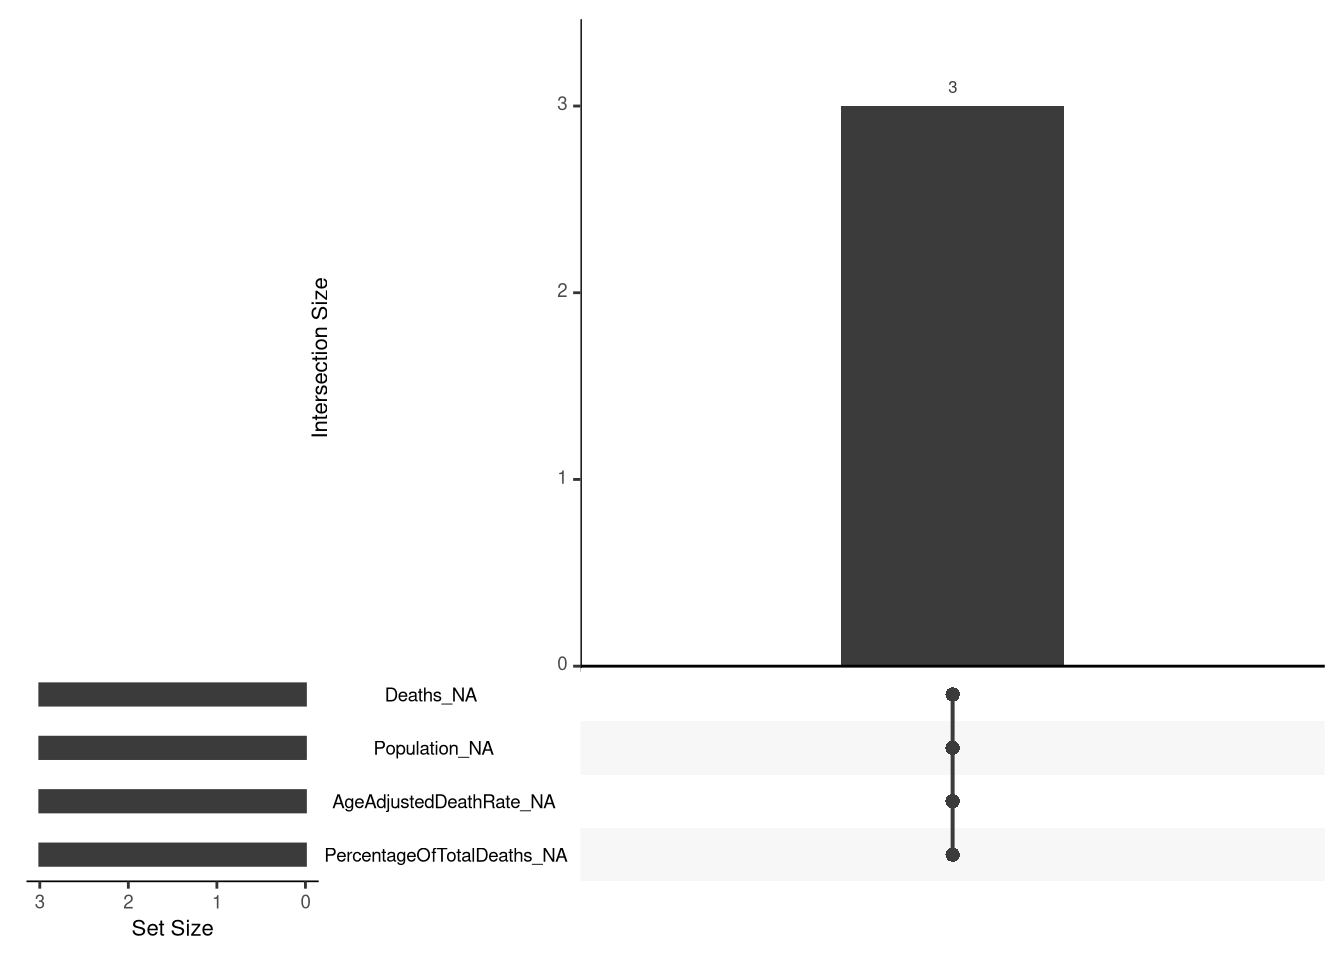 3
3
2
1
0
Intersection Size
Deaths_NA
Population_NA
AgeAdjustedDeathRate_NA
PercentageOfTotalDeaths_NA
3 2 1 0
Set Size